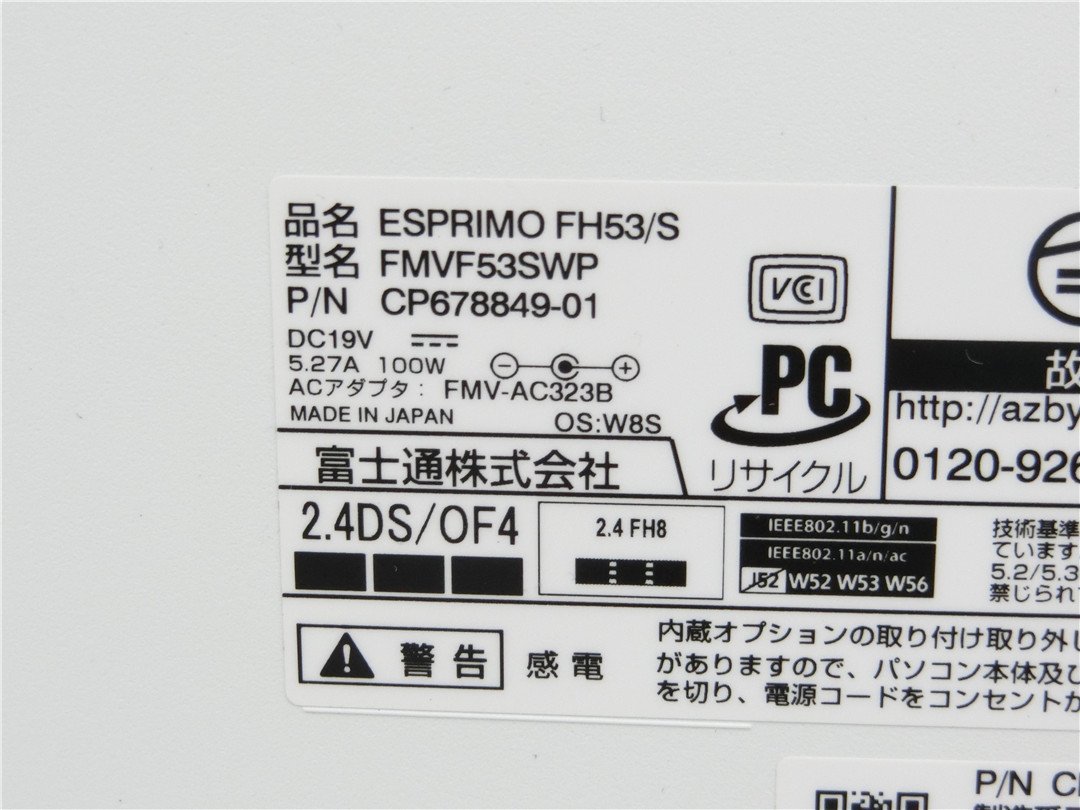 品名 ESPRIMO FH53/S
型名 FMVF53SWP
P/N CP678849-01
DC19V
5.27A 100W
ACアダプタ: FMV-AC323B
MADE IN JAPAN OS:W8S
富士通株式会社
VCI
PC
リサイクル
故
http://azby
0120-926
2.4DS/OF4
2.4 FH8
IEEE802.11b/g/n
IEEE802.11a/n/ac
J52 W52 W53 W56
技術基準
ています
5.2/5.3
禁じられ
警告 感電
内蔵オプションの取り付け取り外し
がありますので、パソコン本体及び
を切り、電源コードをコンセントか
P/N